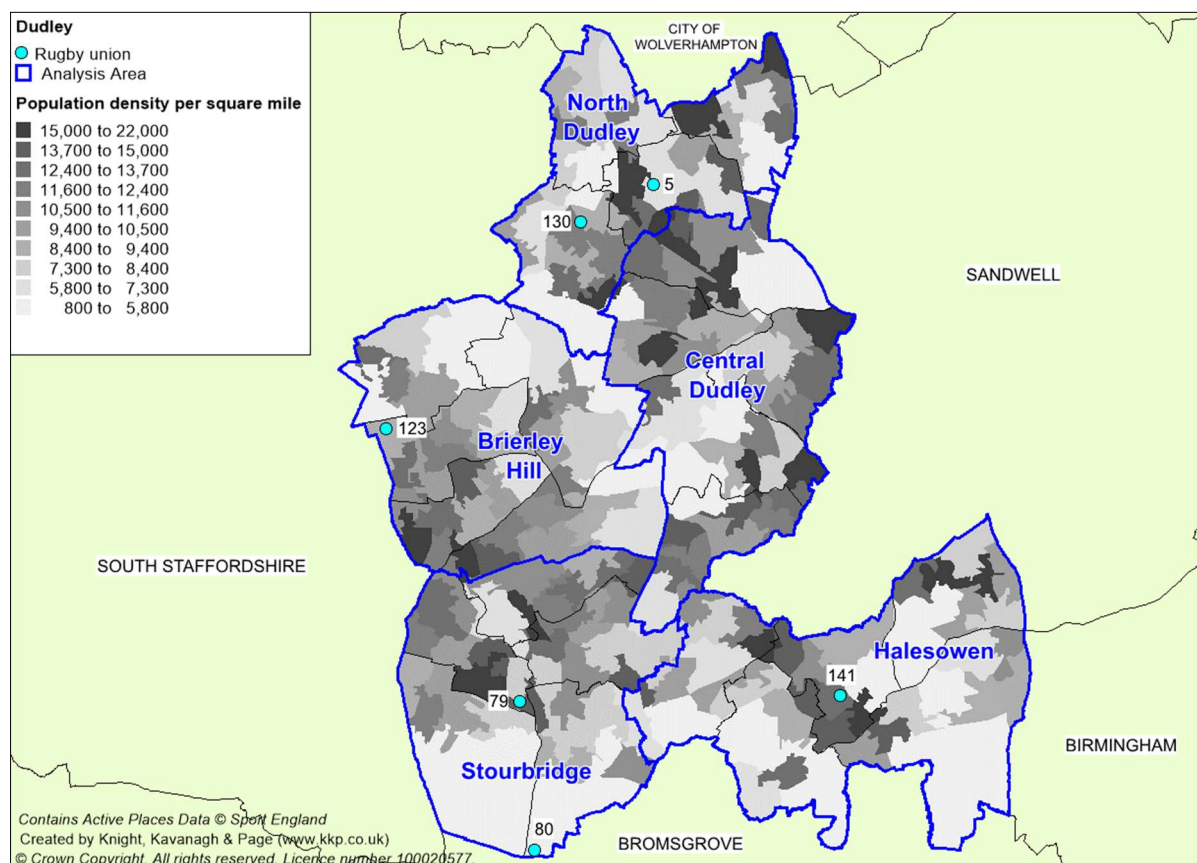 Dudley
Rugby union
Analysis Area
Population density per square mile
15,000 to 22,000
13,700 to 15,000
12,400 to 13,700
11,600 to 12,400
10,500 to 11,600
9,400 to 10,500
8,400 to 9,400
7,300 to 8,400
5,800 to 7,300
800 to 5,800
CITY OF
WOLVERHAMPTON
North
Dudley
5
130
SANDWELL
Central
Dudley
123
Brierley
Hill
SOUTH STAFFORDSHIRE
Halesowen
141
79
BIRMINGHAM
Stourbridge
80
BROMSGROVE
Contains Active Places Data © Sport England
Created by Knight, Kavanagh & Page (www.kkp.co.uk)
© Crown Copyright. All rights reserved. Licence number 100020577.